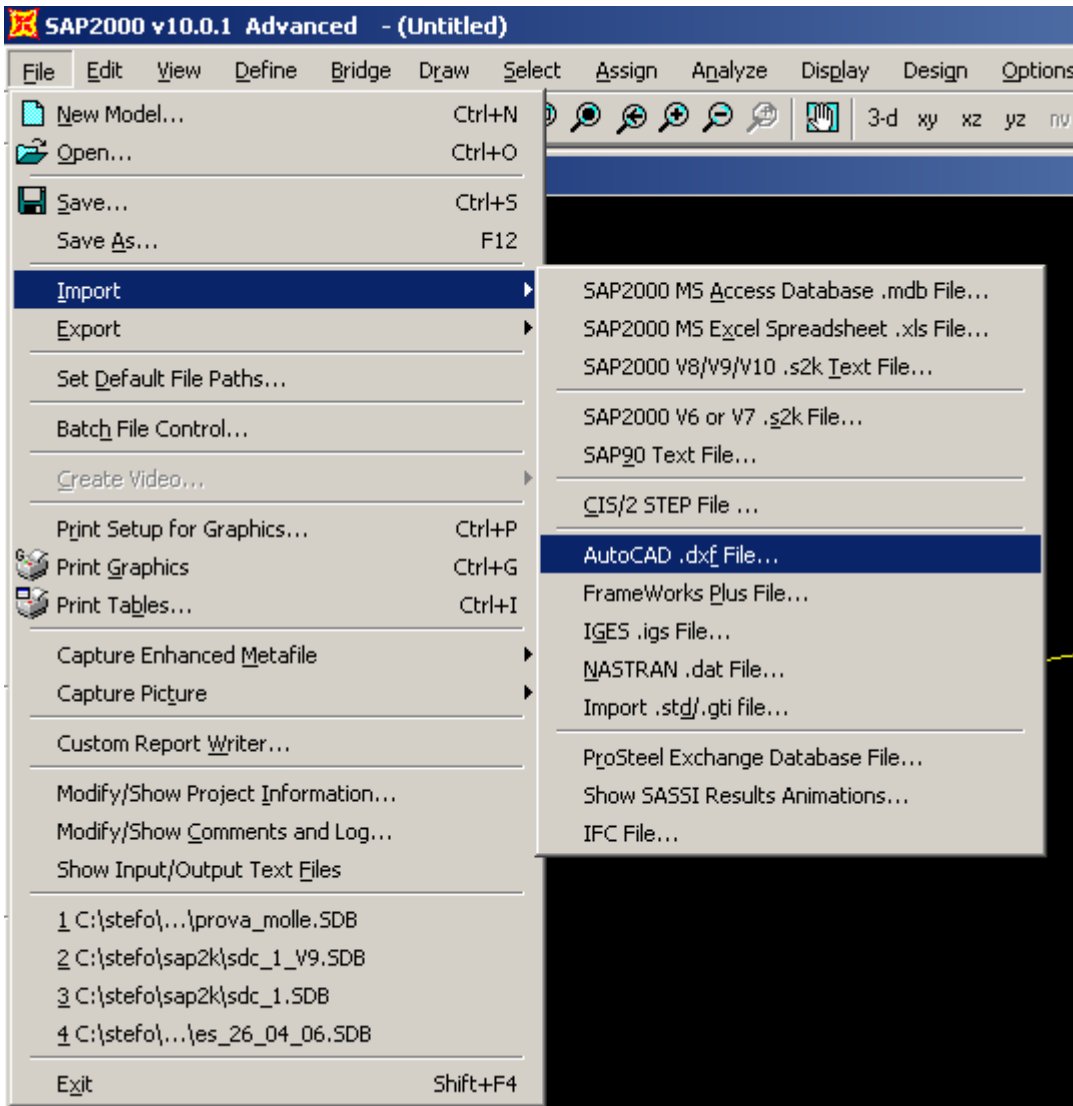 SAP2000 v10.0.1 Advanced - (Untitled)
File Edit View Define Bridge Draw Select Assign Analyze Display Design Options
3-d xy xz yz nv
New Model... Ctrl+N
Open... Ctrl+O
Save... Ctrl+S
Save As... F12
Import
Export
Set Default File Paths...
Batch File Control...
Create Video...
Print Setup for Graphics... Ctrl+P
Print Graphics Ctrl+G
Print Tables... Ctrl+I
Capture Enhanced Metafile
Capture Picture
Custom Report Writer...
Modify/Show Project Information...
Modify/Show Comments and Log...
Show Input/Output Text Files
1 C:\stefo\...\prova_molle.SDB
2 C:\stefo\sap2k\sdc_1_V9.SDB
3 C:\stefo\sap2k\sdc_1.SDB
4 C:\stefo\...\es_26_04_06.SDB
Exit Shift+F4
SAP2000 MS Access Database .mdb File...
SAP2000 MS Excel Spreadsheet .xls File...
SAP2000 V8/V9/V10 .s2k Text File...
SAP2000 V6 or V7 .s2k File...
SAP90 Text File...
CIS/2 STEP File ...
AutoCAD .dxf File...
FrameWorks Plus File...
IGES .igs File...
NASTRAN .dat File...
Import .std/.gti file...
ProSteel Exchange Database File...
Show SASSI Results Animations...
IFC File...